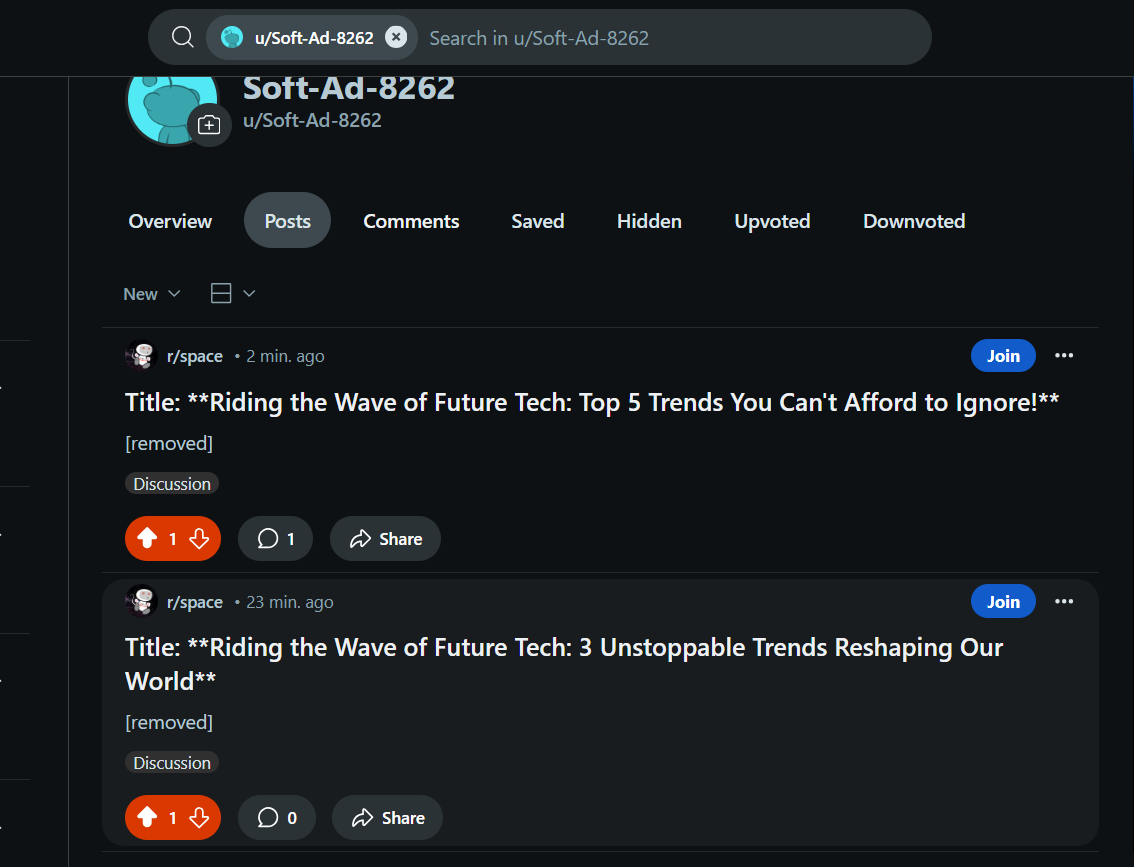 u/Soft-Ad-8262 Search in u/Soft-Ad-8262
Soft-Ad-8262
u/Soft-Ad-8262
Overview Posts Comments Saved Hidden Upvoted Downvoted
New
r/space • 2 min. ago Join
Title: **Riding the Wave of Future Tech: Top 5 Trends You Can't Afford to Ignore!**
[removed]
Discussion
1 1 Share
r/space • 23 min. ago Join
Title: **Riding the Wave of Future Tech: 3 Unstoppable Trends Reshaping Our
World**
[removed]
Discussion
1 0 Share